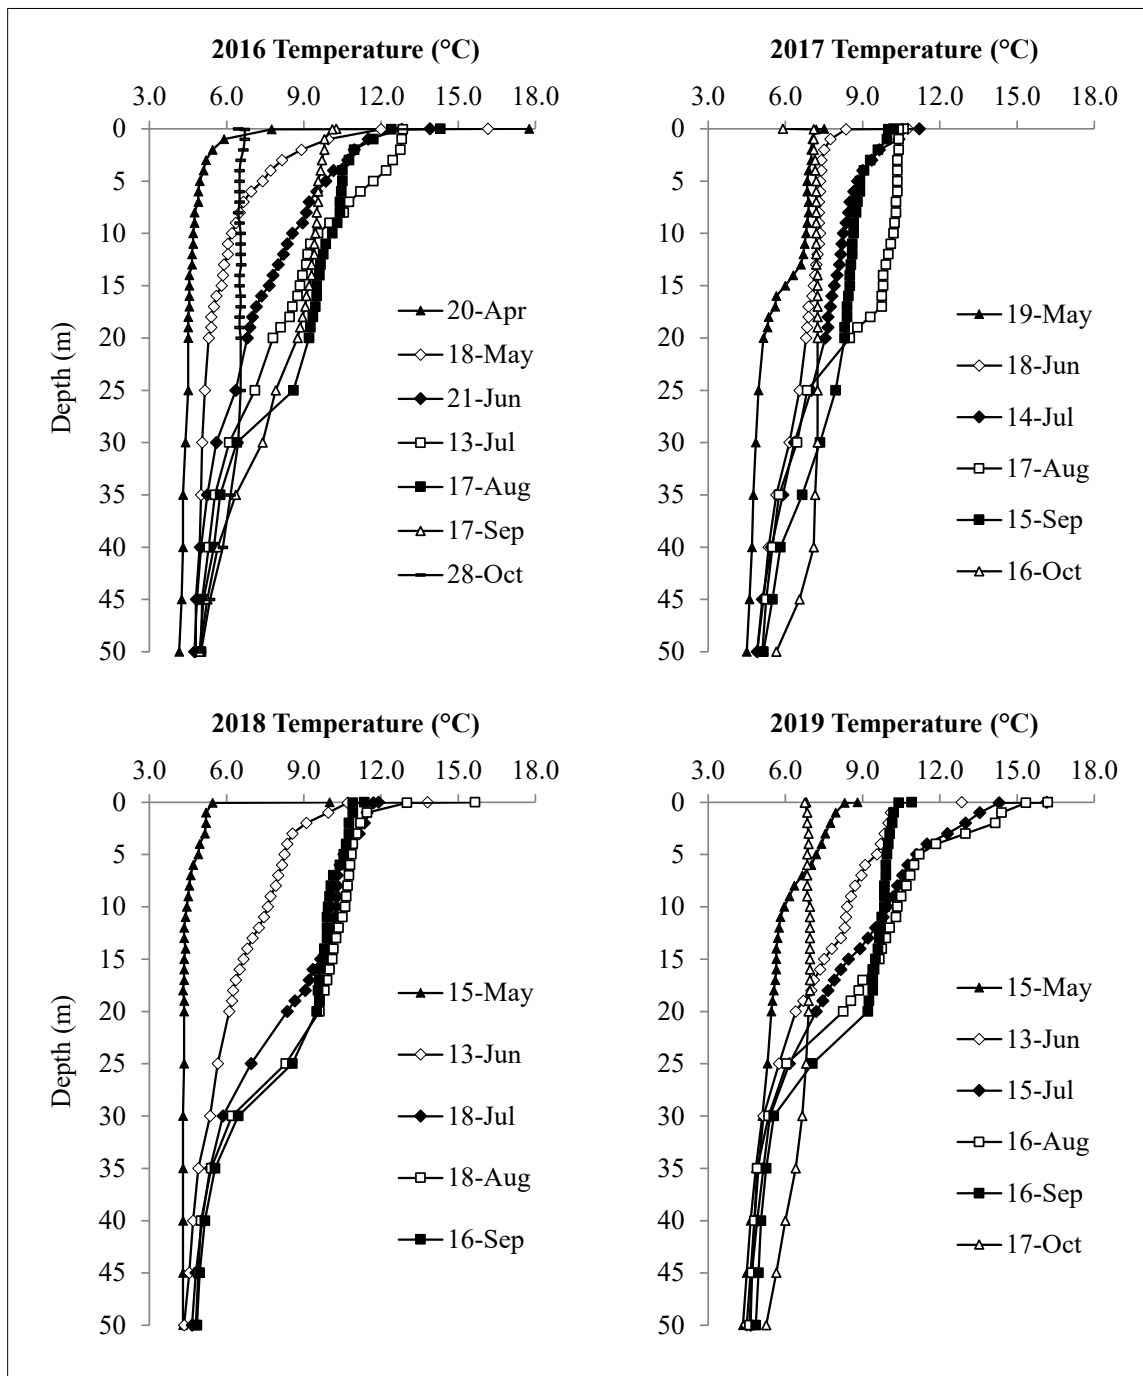 2016 Temperature (°C)
3.0 6.0 9.0 12.0 15.0 18.0
0
5
10
15
20
25
30
35
40
45
50
Depth (m)
20-Apr
18-May
21-Jun
13-Jul
17-Aug
17-Sep
28-Oct
2017 Temperature (°C)
3.0 6.0 9.0 12.0 15.0 18.0
0
5
10
15
20
25
30
35
40
45
50
19-May
18-Jun
14-Jul
17-Aug
15-Sep
16-Oct
2018 Temperature (°C)
3.0 6.0 9.0 12.0 15.0 18.0
0
5
10
15
20
25
30
35
40
45
50
Depth (m)
15-May
13-Jun
18-Jul
18-Aug
16-Sep
2019 Temperature (°C)
3.0 6.0 9.0 12.0 15.0 18.0
0
5
10
15
20
25
30
35
40
45
50
15-May
13-Jun
15-Jul
16-Aug
16-Sep
17-Oct